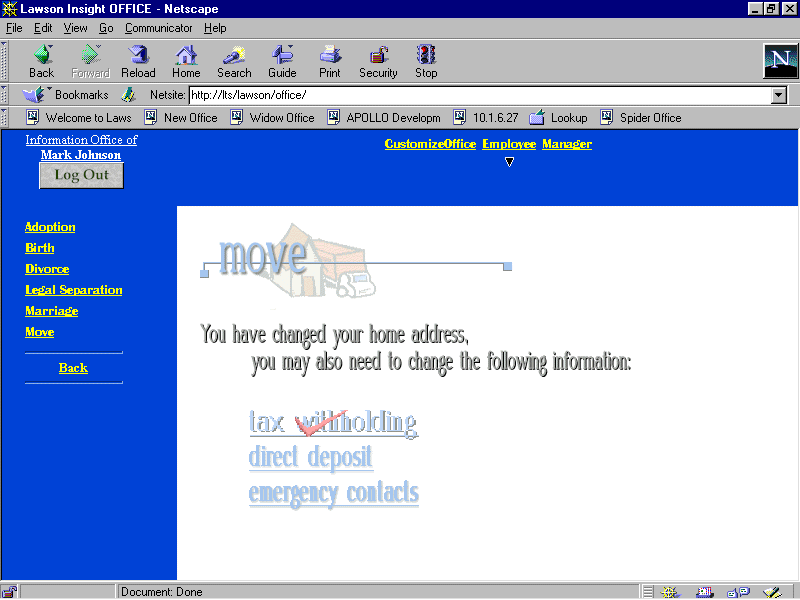 Lawson Insight OFFICE - Netscape
File Edit View Go Communicator Help
Back Forward Reload Home Search Guide Print Security Stop
N
Bookmarks Netsite: http://lts/lawson/office/
Welcome to Laws New Office Widow Office APOLLO Developm 10.1.6.27 Lookup Spider Office
Information Office of
Mark Johnson
Log Out
CustomizeOffice Employee Manager
Adoption
Birth
Divorce
Legal Separation
Marriage
Move
Back
move
You have changed your home address,
you may also need to change the following information:
tax withholding
direct deposit
emergency contacts
Document: Done